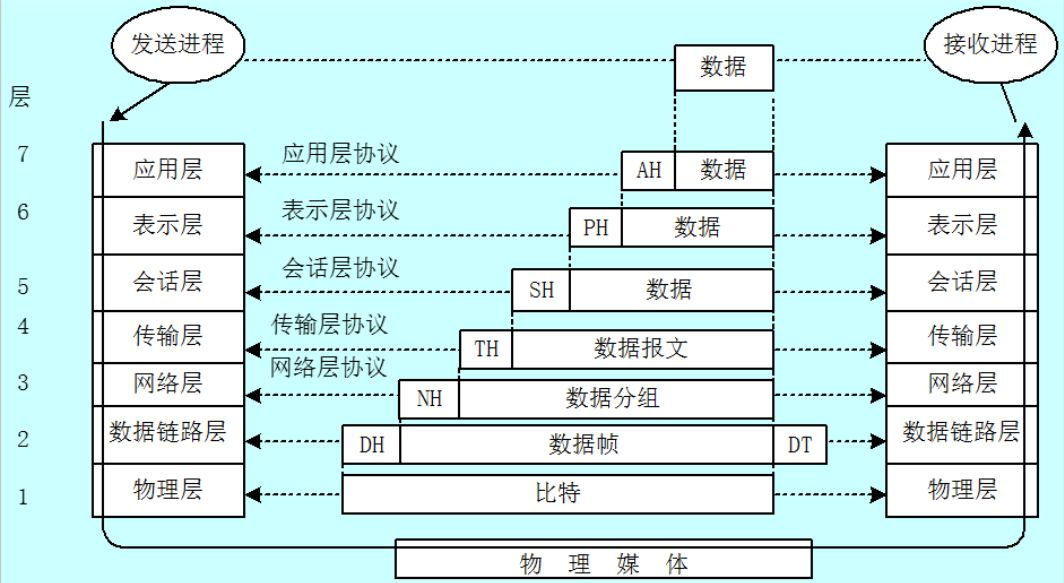 发送进程
接收进程
数据
层
7 应用层 应用层协议 AH 数据 应用层
6 表示层 表示层协议 PH 数据 表示层
5 会话层 会话层协议 SH 数据 会话层
4 传输层 传输层协议 TH 数据报文 传输层
3 网络层 网络层协议 NH 数据分组 网络层
2 数据链路层 DH 数据帧 DT 数据链路层
1 物理层 比特 物理层
物理媒体